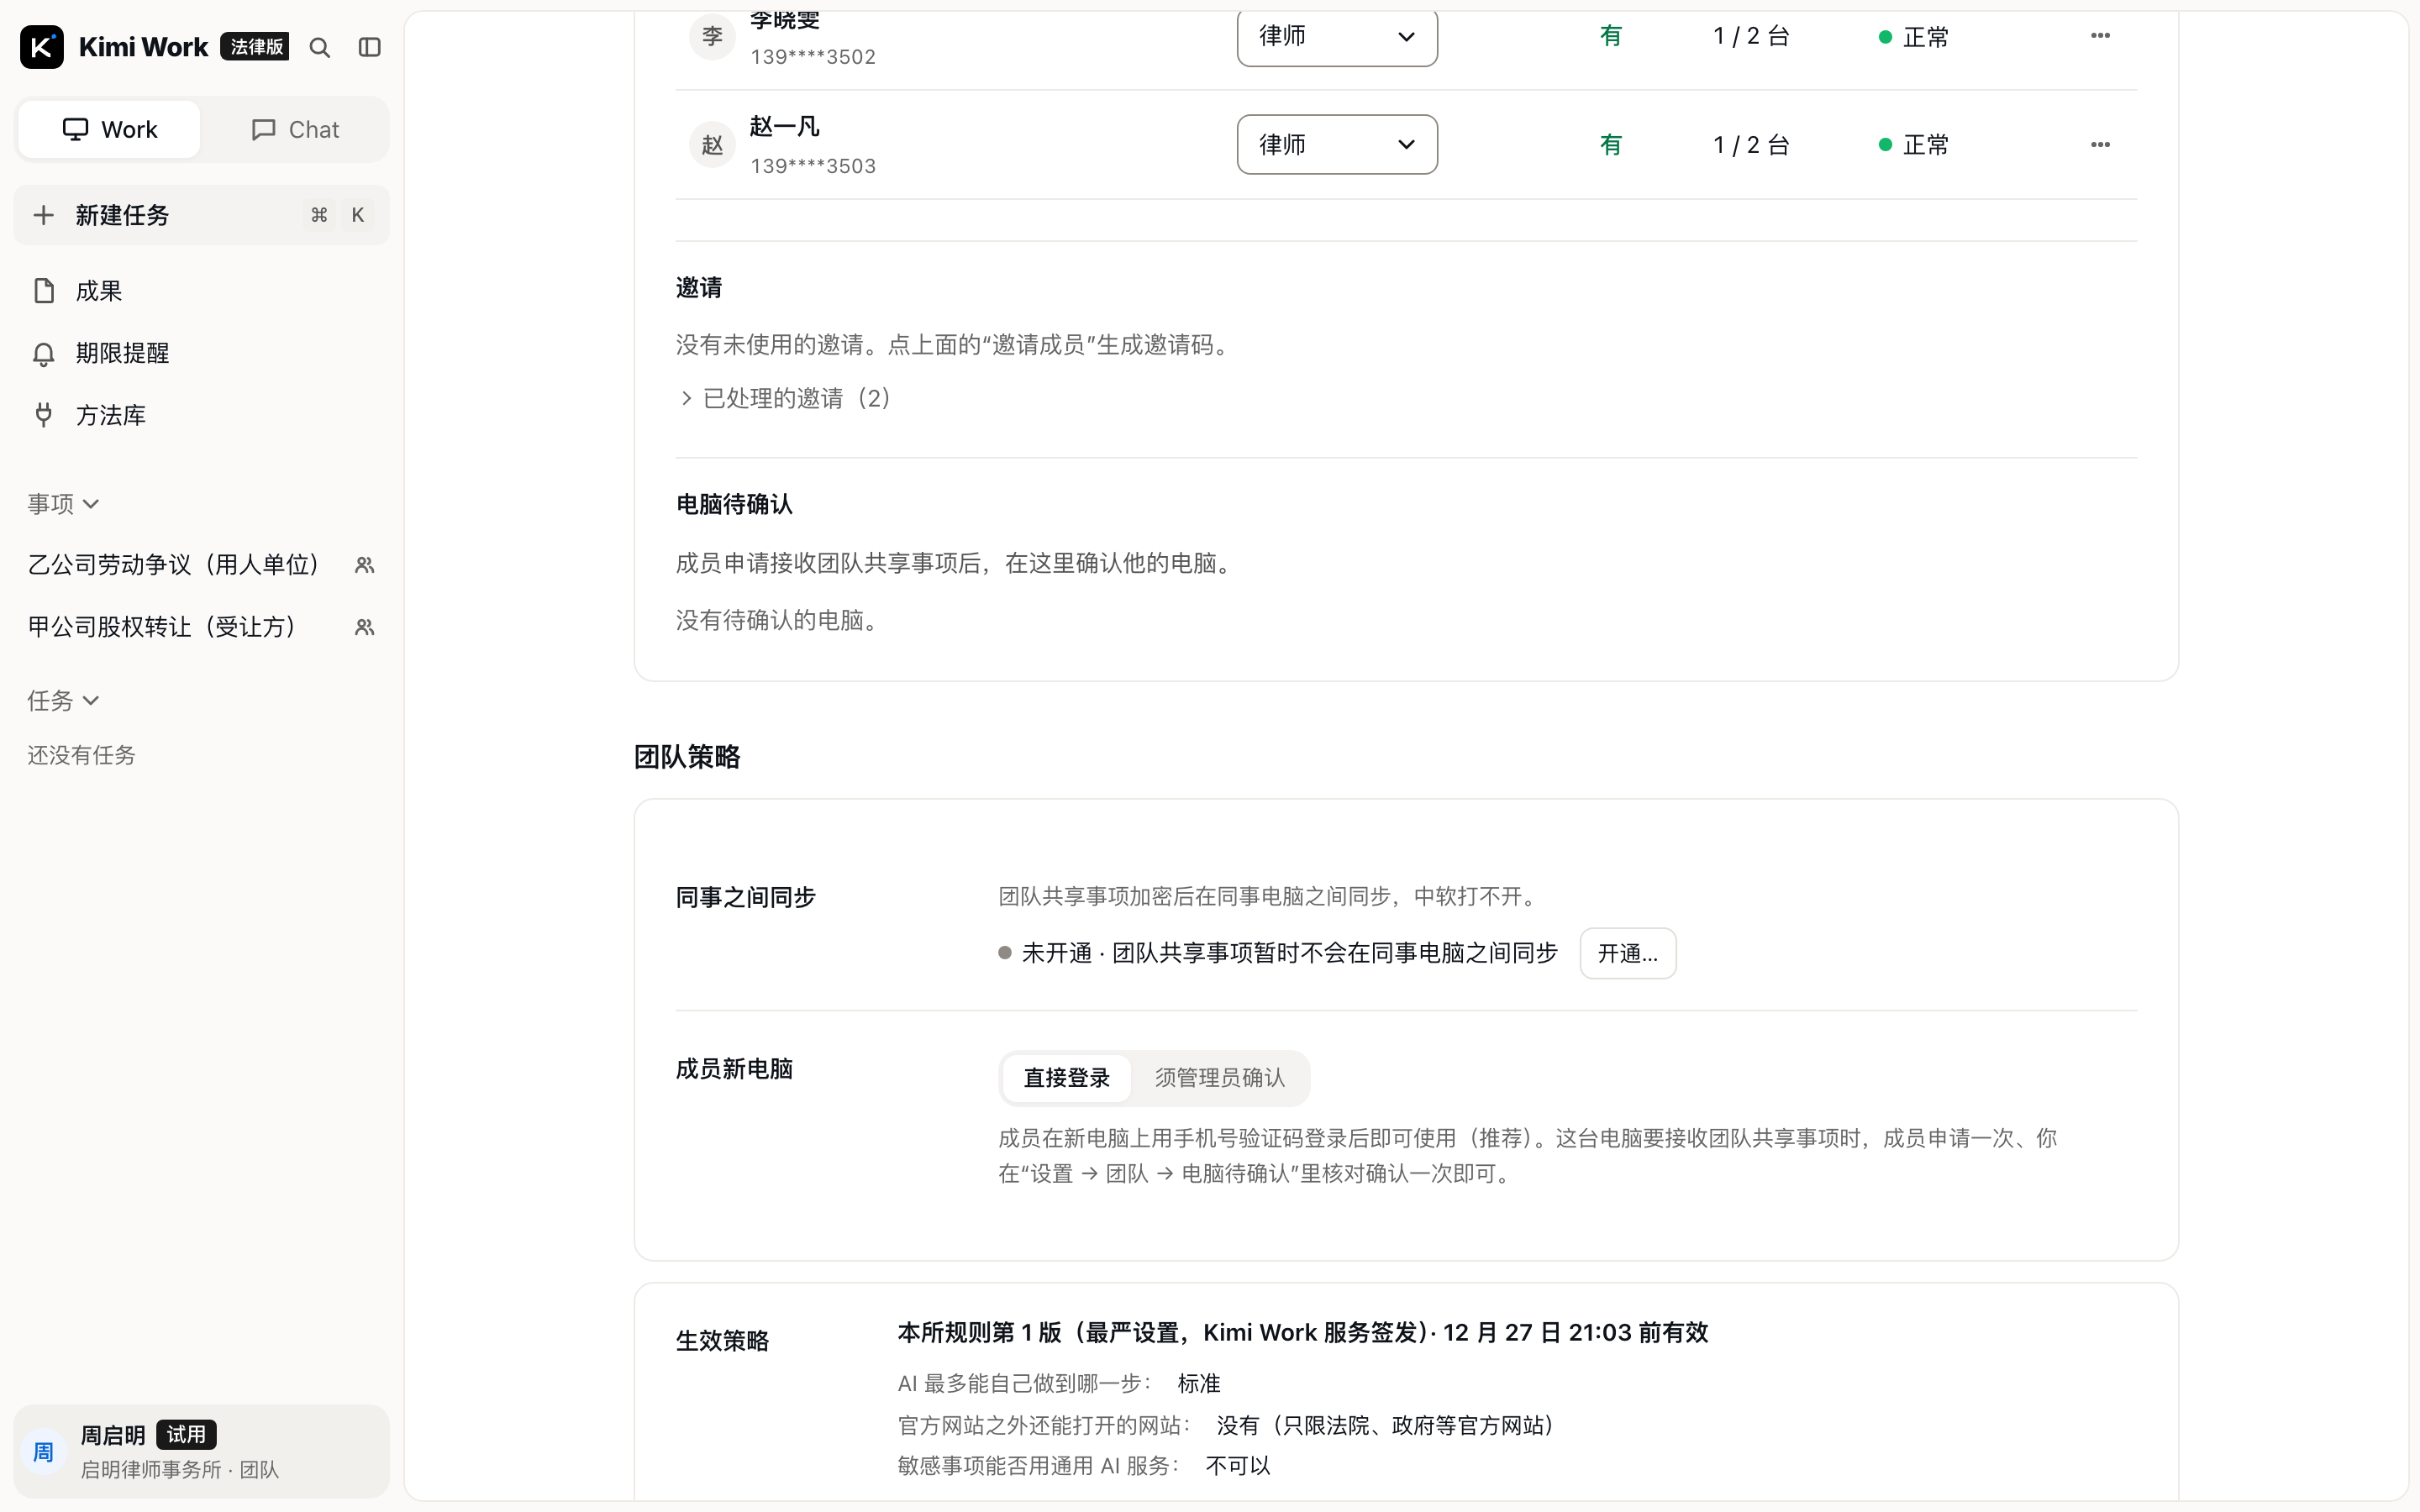 Kimi Work 法律版
Work
Chat
新建任务 ⌘ K
成果
期限提醒
方法库
事项
乙公司劳动争议（用人单位）
甲公司股权转让（受让方）
任务
还没有任务
周 周启明 试用
启明律师事务所 · 团队
李 李晓雯
139****3502
律师 有 1 / 2 台 正常 •••
赵 赵一凡
139****3503
律师 有 1 / 2 台 正常 •••
邀请
没有未使用的邀请。点上面的“邀请成员”生成邀请码。
已处理的邀请（2）
电脑待确认
成员申请接收团队共享事项后，在这里确认他的电脑。
没有待确认的电脑。
团队策略
同事之间同步
团队共享事项加密后在同事电脑之间同步，中软打不开。
未开通 · 团队共享事项暂时不会在同事电脑之间同步 开通...
成员新电脑
直接登录 须管理员确认
成员在新电脑上用手机号验证码登录后即可使用（推荐）。这台电脑要接收团队共享事项时，成员申请一次、你
在“设置 → 团队 → 电脑待确认”里核对确认一次即可。
生效策略
本所规则第 1 版（最严设置，Kimi Work 服务签发）· 12 月 27 日 21:03 前有效
AI 最多能自己做到哪一步： 标准
官方网站之外还能打开的网站： 没有（只限法院、政府等官方网站）
敏感事项能否用通用 AI 服务： 不可以